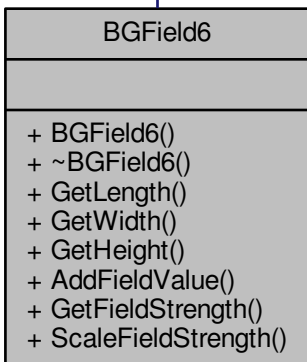 BGField6
+ BGField6()
+ ~BGField6()
+ GetLength()
+ GetWidth()
+ GetHeight()
+ AddFieldValue()
+ GetFieldStrength()
+ ScaleFieldStrength()